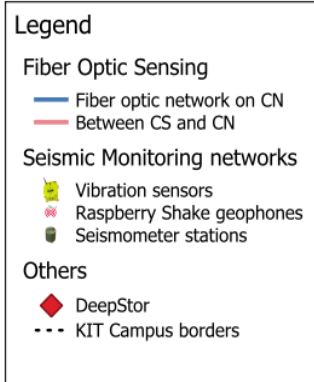 Legend
Fiber Optic Sensing
Fiber optic network on CN
Between CS and CN
Seismic Monitoring networks
Vibration sensors
Raspberry Shake geophones
Seismometer stations
Others
DeepStor
KIT Campus borders